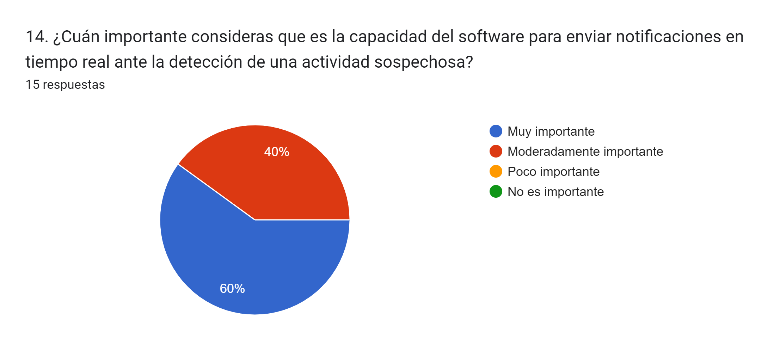 14. ¿Cuán importante consideras que es la capacidad del software para enviar notificaciones en
tiempo real ante la detección de una actividad sospechosa?
15 respuestas
40%
60%
Muy importante
Moderadamente importante
Poco importante
No es importante